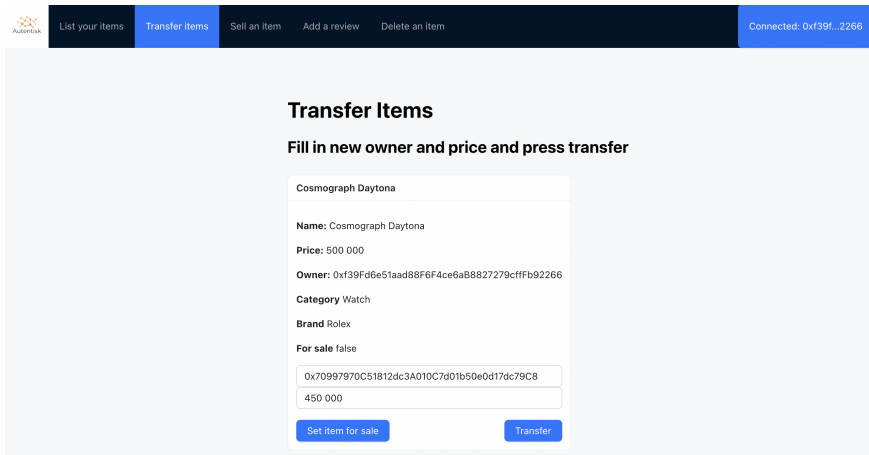 Autentisk
List your items
Transfer items
Sell an item
Add a review
Delete an item
Connected: 0xf39f...2266
Transfer Items
Fill in new owner and price and press transfer
Cosmograph Daytona
Name: Cosmograph Daytona
Price: 500 000
Owner: 0xf39Fd6e51aad88F6F4ce6aB8827279cffFb92266
Category Watch
Brand Rolex
For sale false
0x70997970C51812dc3A010C7d01b50e0d17dc79C8
450 000
Set item for sale
Transfer